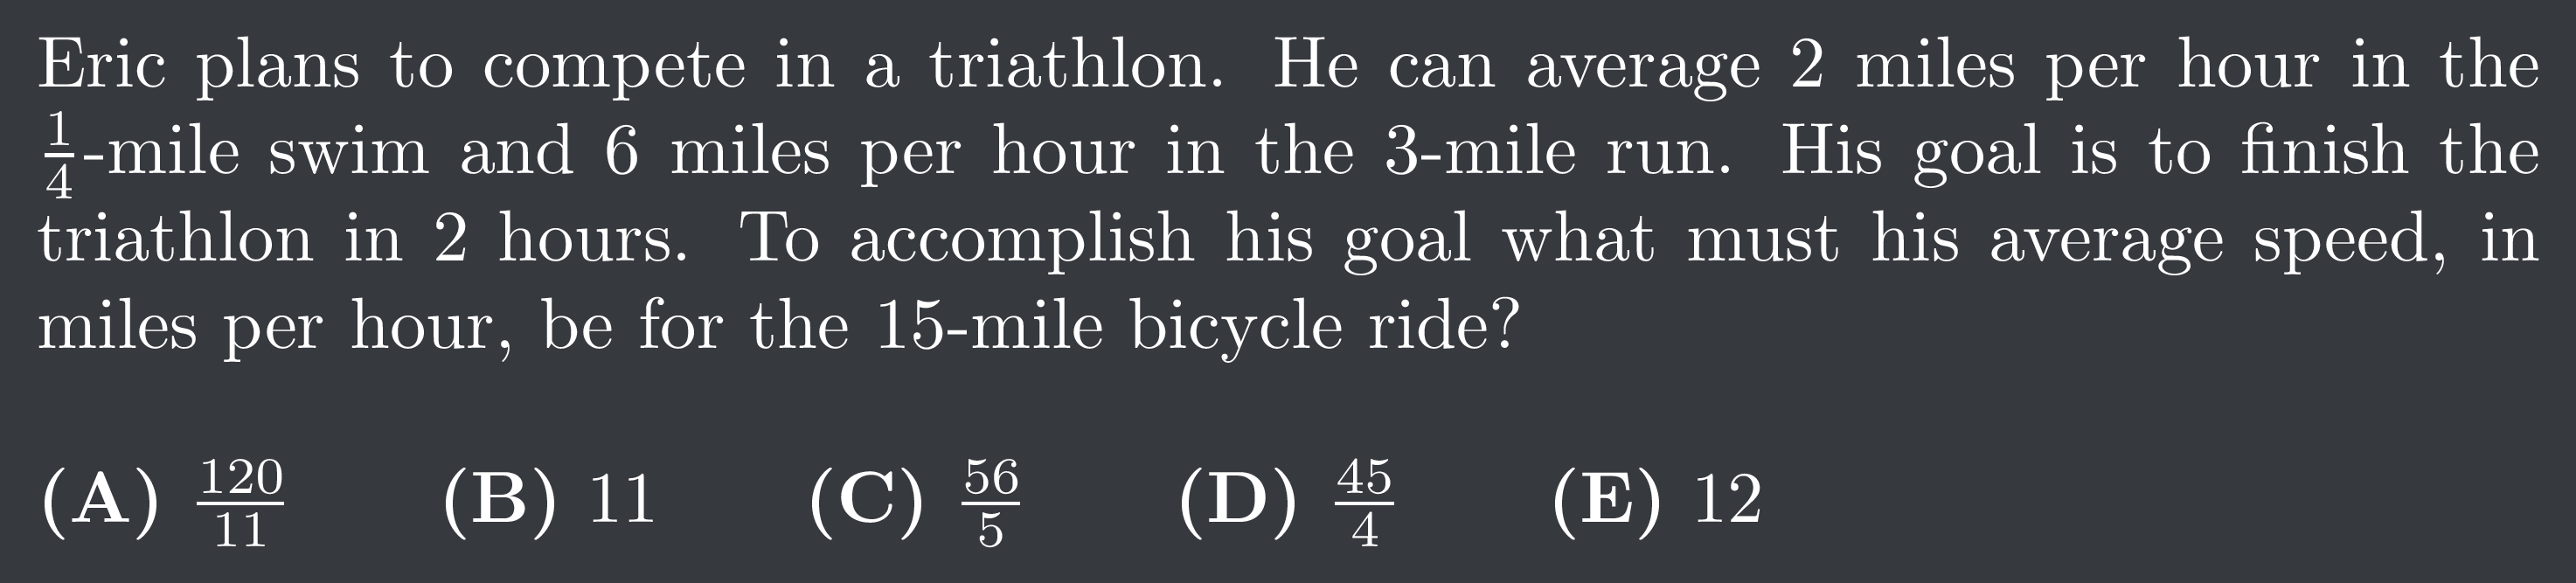 Eric plans to compete in a triathlon. He can average 2 miles per hour in the
$\frac{1}{4}$-mile swim and 6 miles per hour in the 3-mile run. His goal is to finish the
triathlon in 2 hours. To accomplish his goal what must his average speed, in
miles per hour, be for the 15-mile bicycle ride?
(A) $\frac{120}{11}$ (B) 11 (C) $\frac{56}{5}$ (D) $\frac{45}{4}$ (E) 12